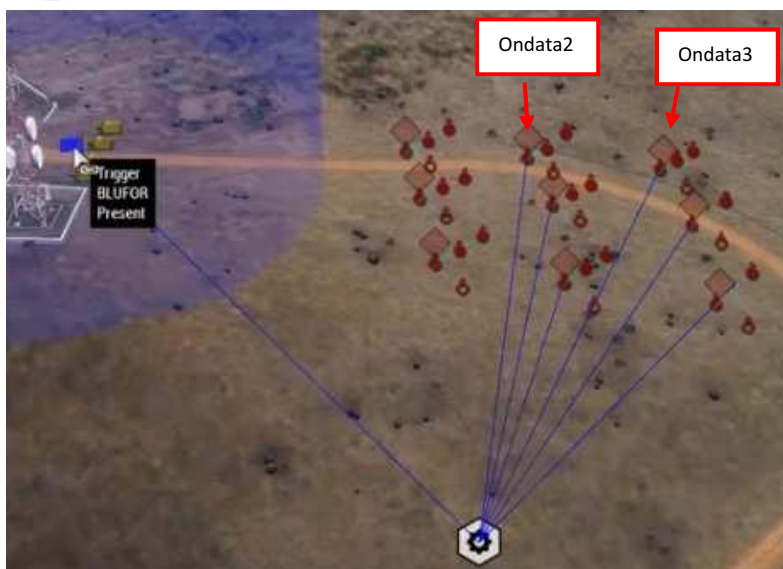 Ondata2
Ondata3
Trigger
BLUFOR
Present